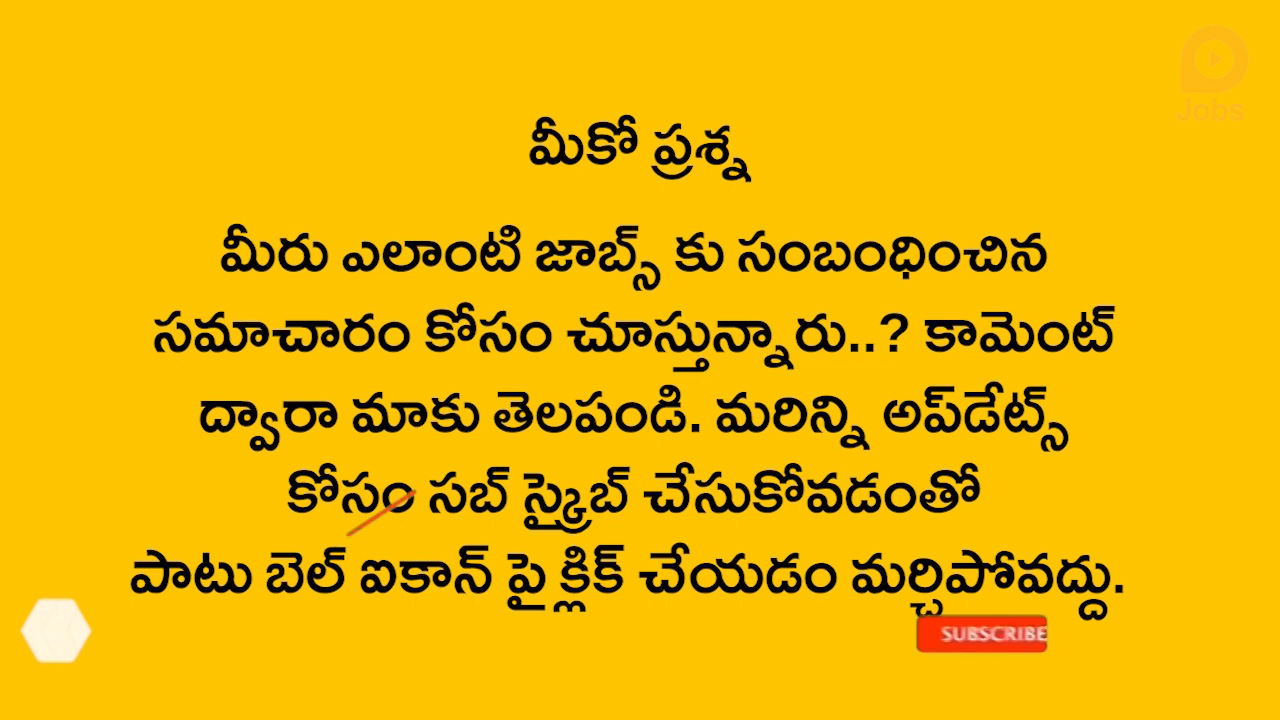 Jobs
మీకో ప్రశ్న
మీరు ఎలాంటి జాబ్స్ కు సంబంధించిన
సమాచారం కోసం చూస్తున్నారు..? కామెంట్
ద్వారా మాకు తెలపండి. మరిన్ని అప్‌డేట్స్
కోసం సబ్ స్క్రైబ్ చేసుకోవడంతో
పాటు బెల్ ఐకాన్ పై క్లిక్ చేయడం మర్చిపోవద్దు.
SUBSCRIBE